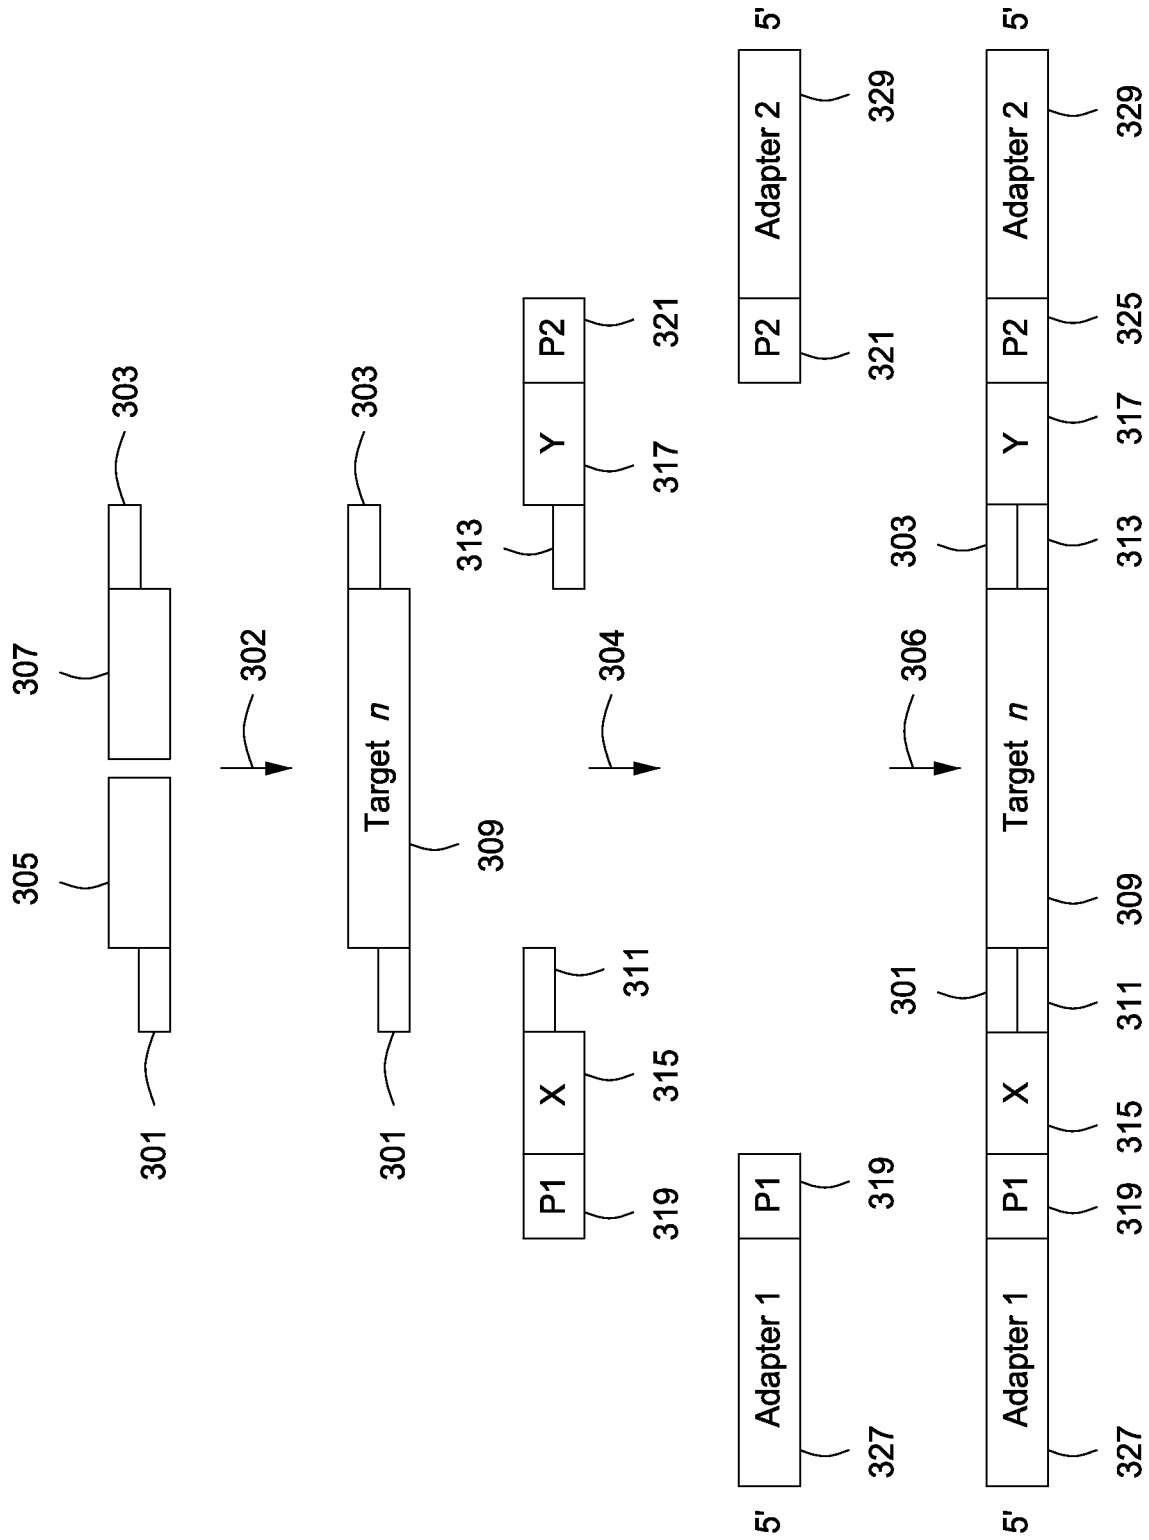 305 307
301 303
302
Target n
301 309 303
304
P1 X Y P2
319 315 311 313 317 321
5' Adapter 1 P1 P2 Adapter 2 5'
327 319 321 329
306
301 303
5' Adapter 1 P1 X Target n Y P2 Adapter 2 5'
327 319 315 311 309 313 317 325 329